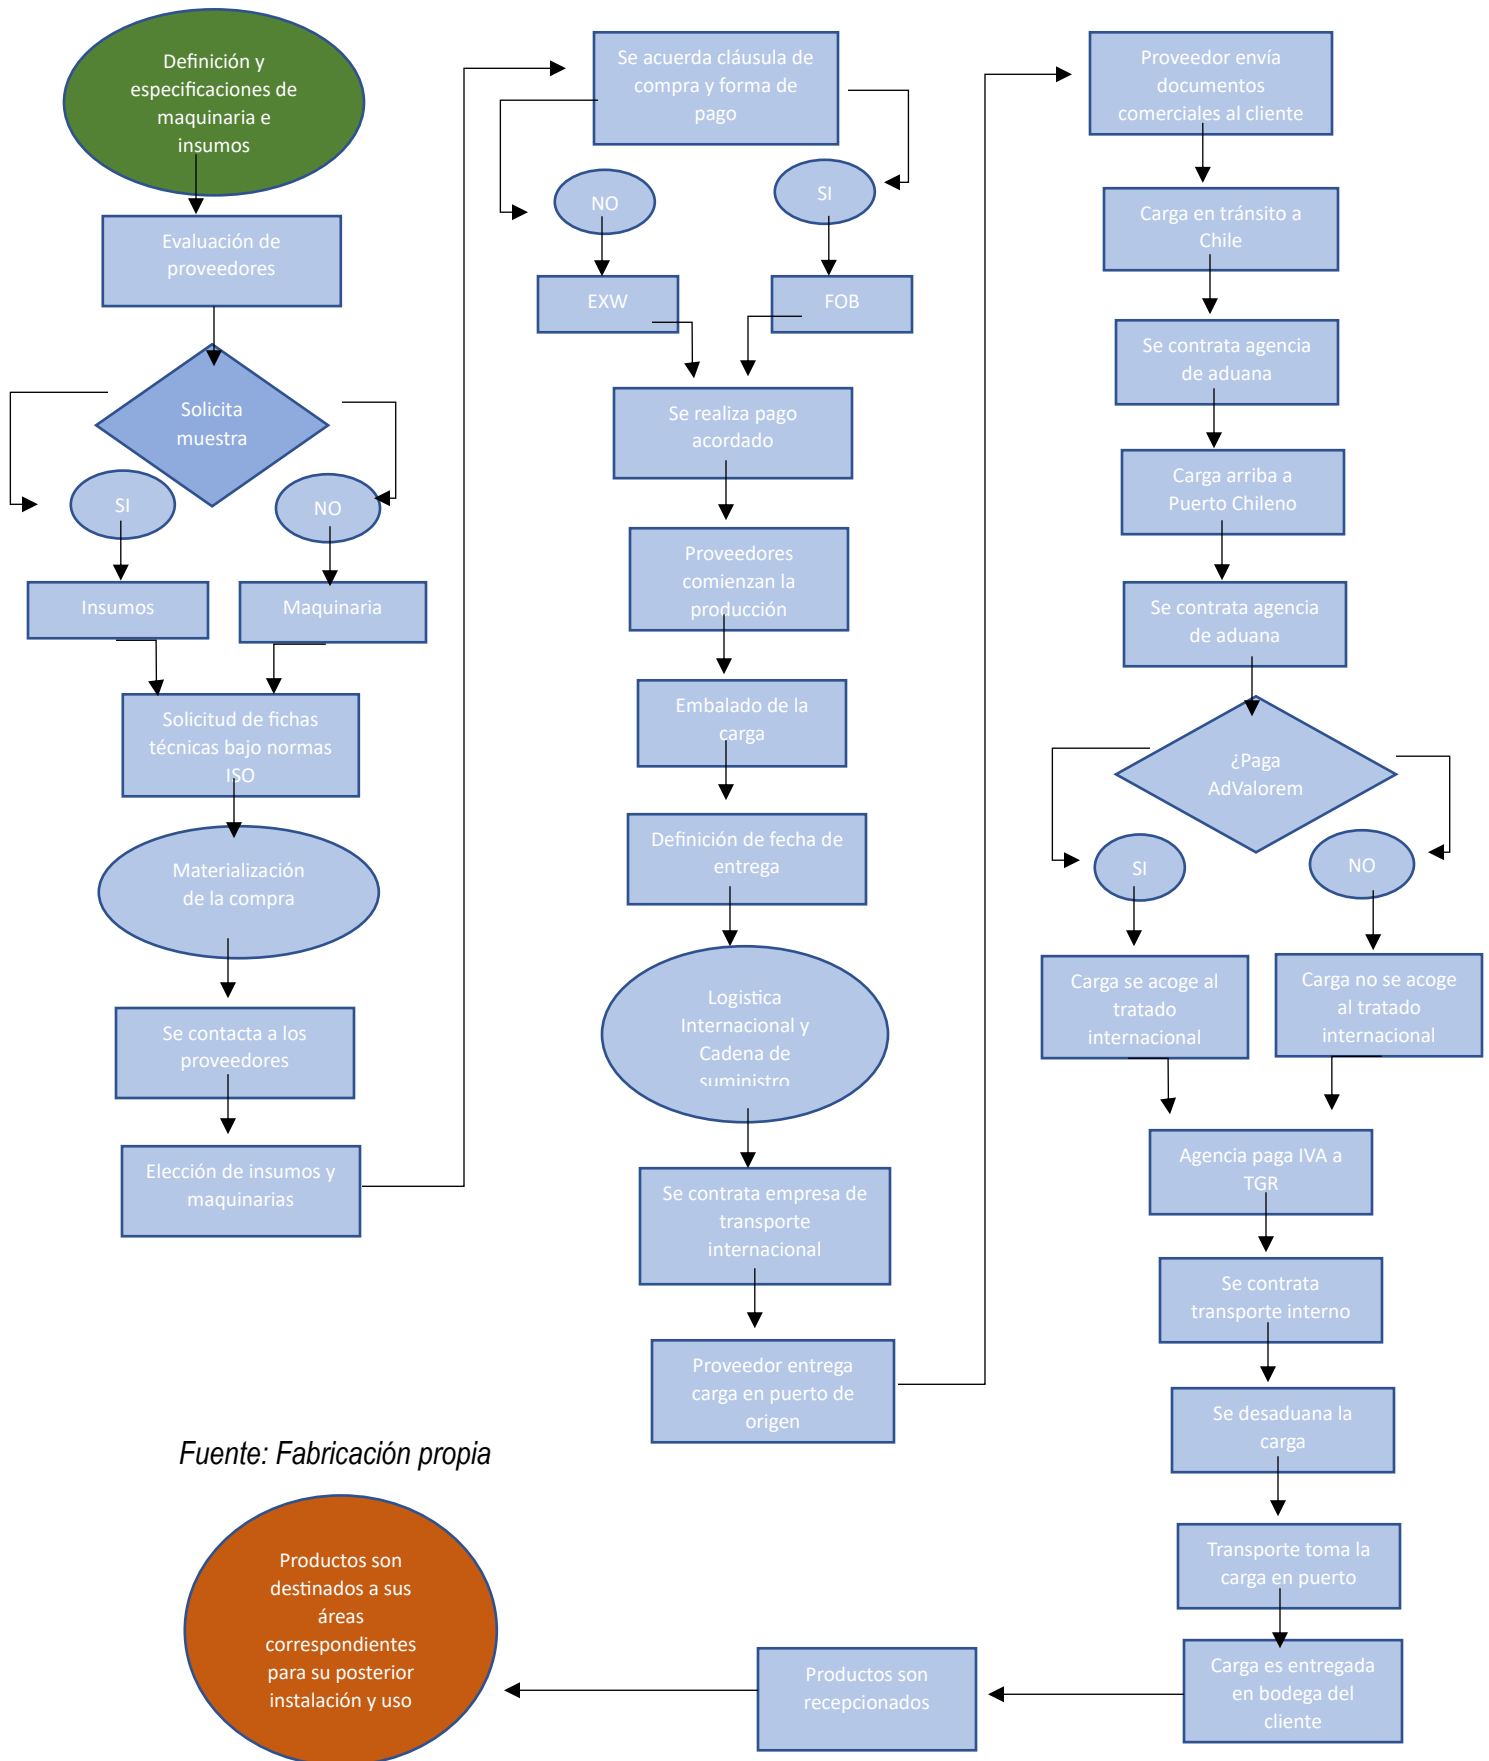 Definición y
especificaciones de
maquinaria e
insumos
Evaluación de
proveedores
Solicita
muestra
SI
NO
Insumos
Maquinaria
Solicitud de fichas
técnicas bajo normas
ISO
Materialización
de la compra
Se contacta a los
proveedores
Elección de insumos y
maquinarias
Se acuerda cláusula de
compra y forma de
pago
NO
SI
EXW
FOB
Se realiza pago
acordado
Proveedores
comienzan la
producción
Embalado de la
carga
Definición de fecha de
entrega
Logistica
Internacional y
Cadena de
suministro
Se contrata empresa de
transporte
internacional
Proveedor entrega
carga en puerto de
origen
Proveedor envía
documentos
comerciales al cliente
Carga en tránsito a
Chile
Se contrata agencia
de aduana
Carga arriba a
Puerto Chileno
Se contrata agencia
de aduana
¿Paga
AdValorem
SI
NO
Carga se acoge al
tratado
internacional
Carga no se acoge
al tratado
internacional
Agencia paga IVA a
TGR
Se contrata
transporte interno
Se desaduana la
carga
Transporte toma la
carga en puerto
Carga es entregada
en bodega del
cliente
Productos son
recepcionados
Fuente: Fabricación propia
Productos son
destinados a sus
áreas
correspondientes
para su posterior
instalación y uso